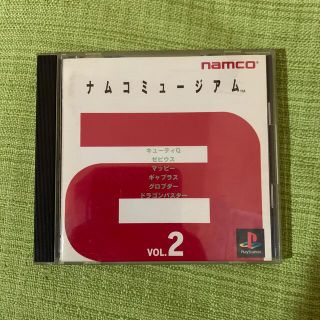 namco
ナムコミュージアム TM
キューティQ
ゼビウス
マッピー
ギャプラス
グロブダー
ドラゴンバスター
VOL.2
PlayStation